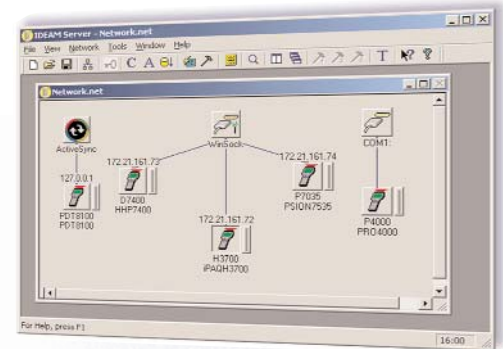 IDEAM Server - Network.net
File View Network Tools Window Help
C A T
Network.net
ActiveSync
WinSock
COM1:
127.0.0.1
172.21.161.73
172.21.161.74
PDT8100
PDT8100
D7400
HHP7400
172.21.161.72
P7035
PSION7535
P4000
PRO4000
H3700
iPAQH3700
For Help, press F1
16:00